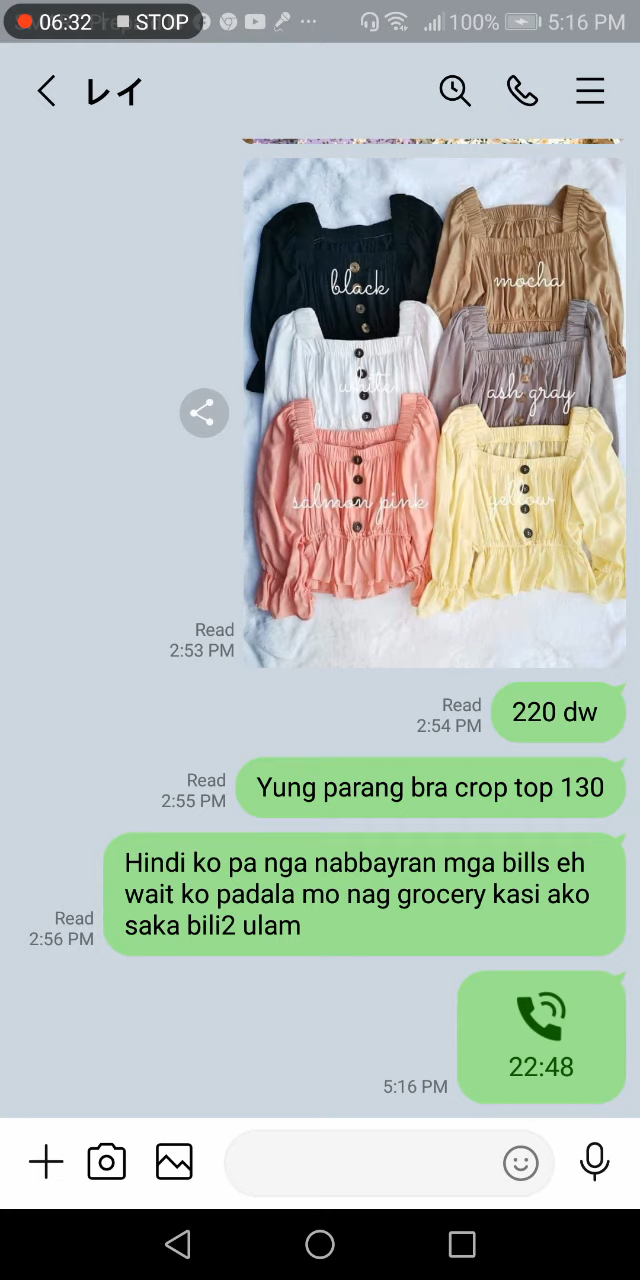 06:32 STOP
100% 5:16 PM
レイ
black
mocha
white
ash gray
salmon pink
yellow
Read
2:53 PM
Read
2:54 PM
220 dw
Read
2:55 PM
Yung parang bra crop top 130
Hindi ko pa nga nabbayran mga bills eh
wait ko padala mo nag grocery kasi ako
saka bili2 ulam
Read
2:56 PM
22:48
5:16 PM